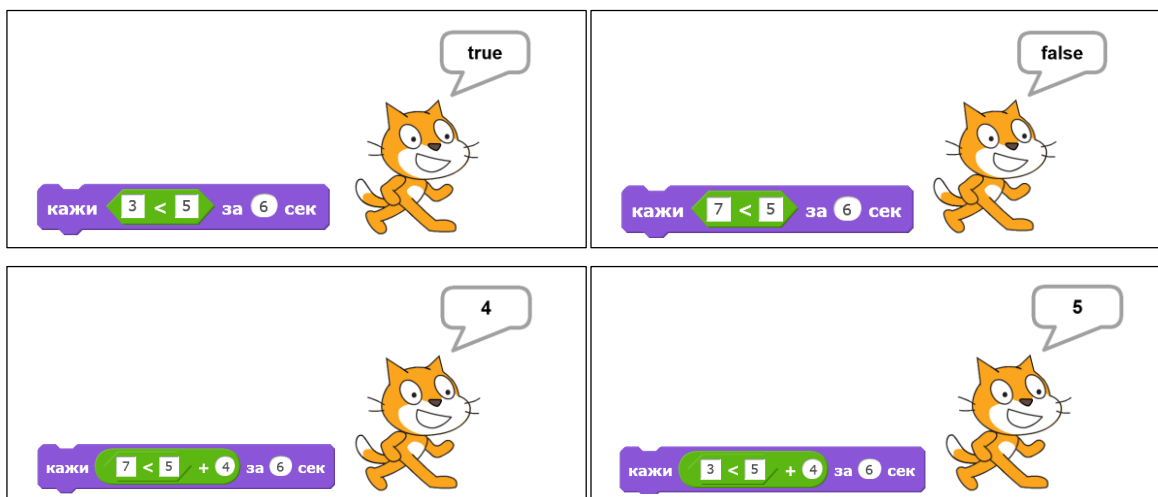 true
кажи 3 < 5 за 6 сек
false
кажи 7 < 5 за 6 сек
4
кажи 7 < 5 + 4 за 6 сек
5
кажи 3 < 5 + 4 за 6 сек